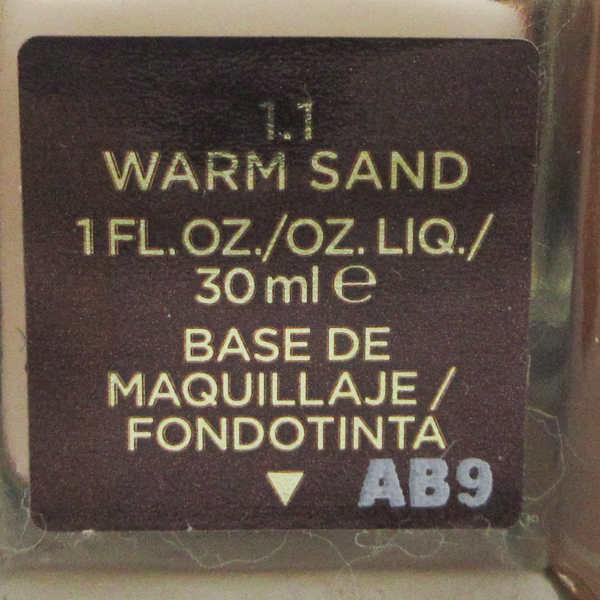 1.1
WARM SAND
1 FL. OZ./OZ. LIQ./
30 ml ℮
BASE DE
MAQUILLAJE /
FONDOTINTA
AB9